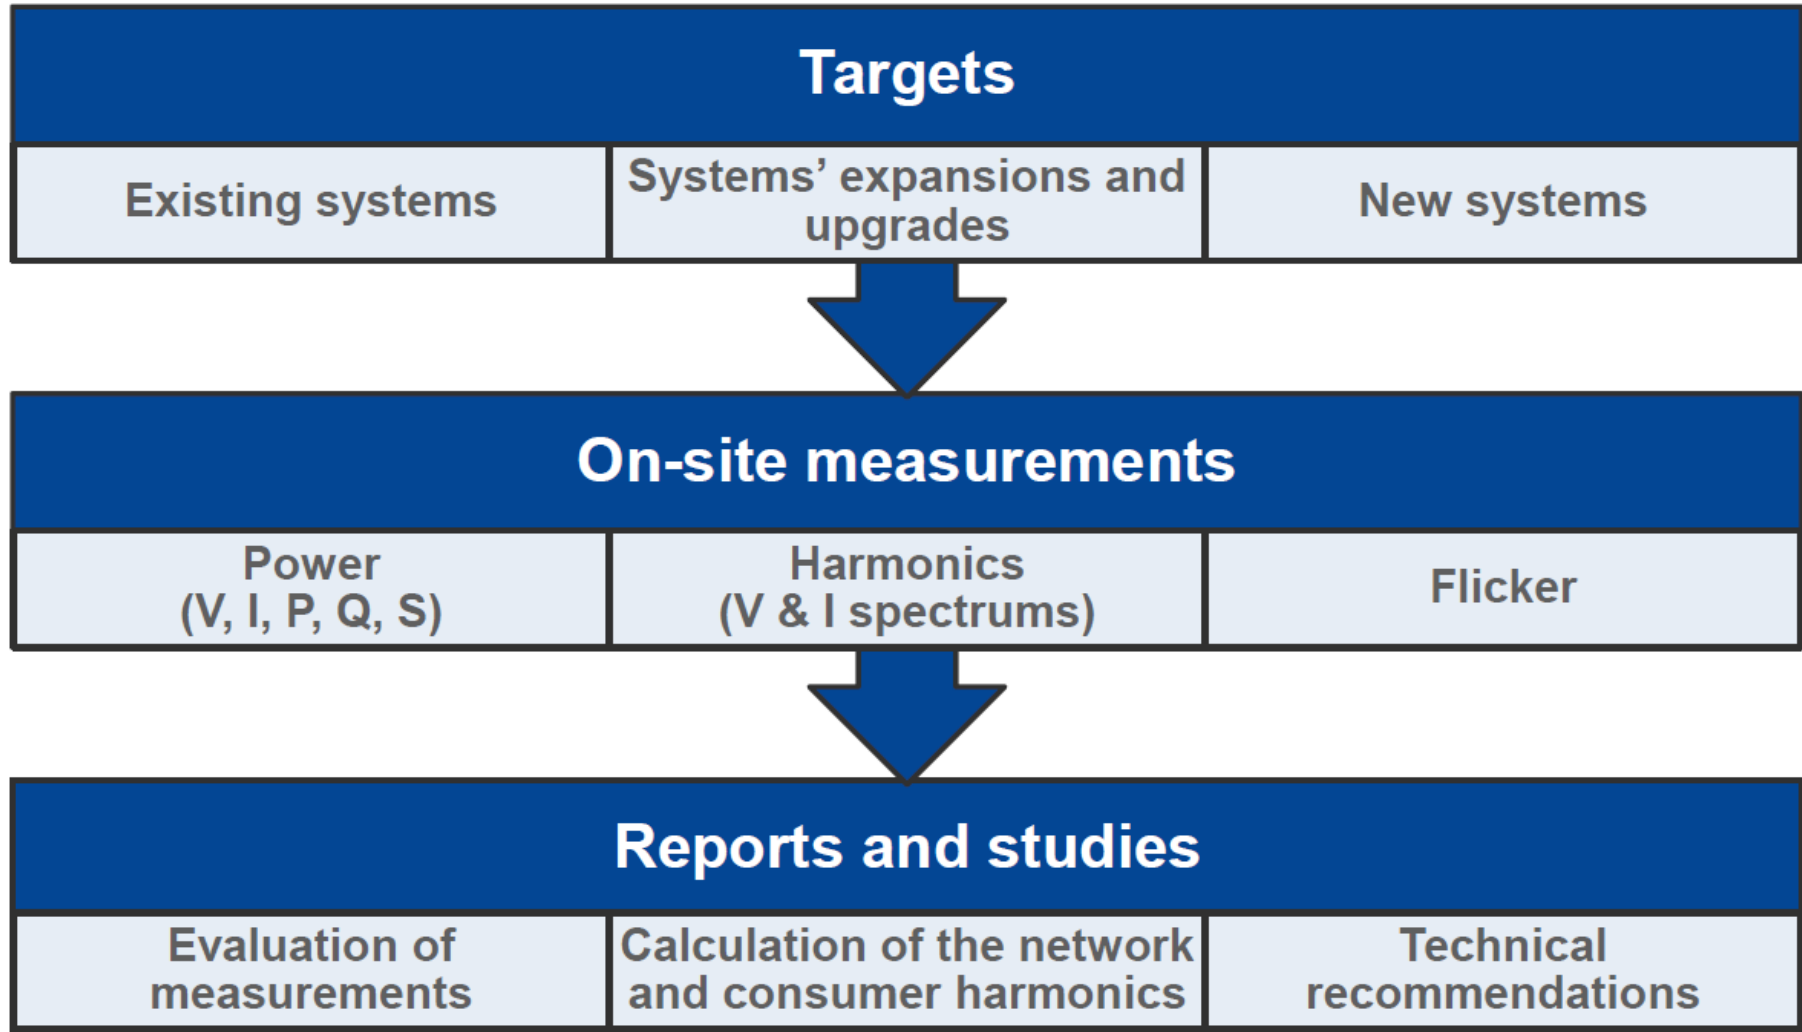 Targets
Existing systems
Systems’ expansions and
upgrades
New systems
On-site measurements
Power
(V, I, P, Q, S)
Harmonics
(V & I spectrums)
Flicker
Reports and studies
Evaluation of
measurements
Calculation of the network
and consumer harmonics
Technical
recommendations